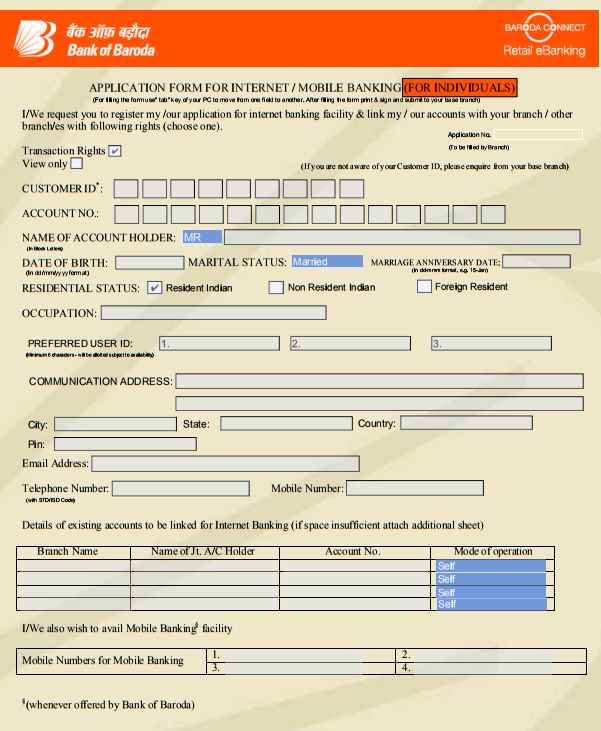 बैंक ऑफ़ बड़ौदा
Bank of Baroda
BARODA CONNECT
Retail eBanking
APPLICATION FORM FOR INTERNET / MOBILE BANKING (FOR INDIVIDUALS)
(For filling the form use" tab" key of your PC to move from one field to another. After filling the form print & sign and submit to your base branch)
I/We request you to register my /our application for internet banking facility & link my / our accounts with your branch / other
branch/es with following rights (choose one).
Application No.
Transaction Rights ✔
(To be filled by Branch)
View only
(If you are not aware of your Customer ID, please enquire from your base branch)
CUSTOMER ID*:
ACCOUNT NO.:
NAME OF ACCOUNT HOLDER: MR
(In Block Letters)
DATE OF BIRTH: MARITAL STATUS: Married MARRIAGE ANNIVERSARY DATE:
(In dd/mm/yyyy format) (In dd-mmm format, e.g. 15-Jan)
RESIDENTIAL STATUS: ✔ Resident Indian Non Resident Indian Foreign Resident
OCCUPATION:
PREFERRED USER ID: 1. 2. 3.
(Minimum 6 characters - will be allotted subject to availability)
COMMUNICATION ADDRESS:
City: State: Country:
Pin:
Email Address:
Telephone Number: Mobile Number:
(with STD/ISD Code)
Details of existing accounts to be linked for Internet Banking (if space insufficient attach additional sheet)
Branch Name Name of Jt. A/C Holder Account No. Mode of operation
Self
Self
Self
Self
I/We also wish to avail Mobile Banking§ facility
Mobile Numbers for Mobile Banking 1. 2.
3. 4.
§(whenever offered by Bank of Baroda)